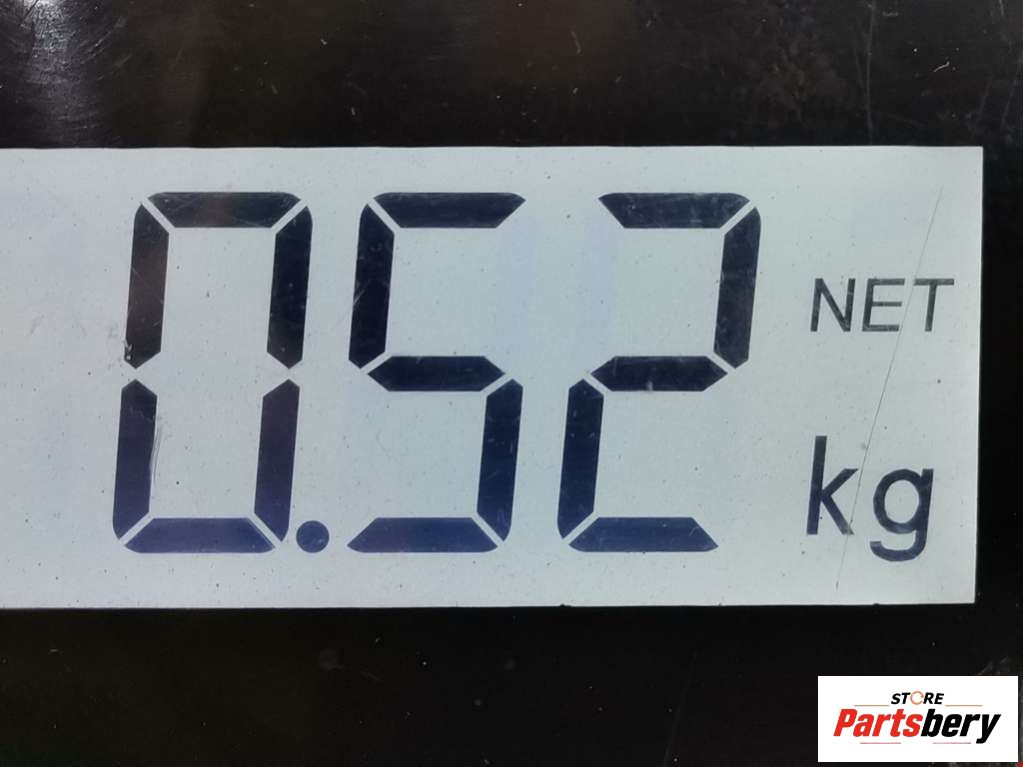 0.52
NET
kg
STORE
Partsbery